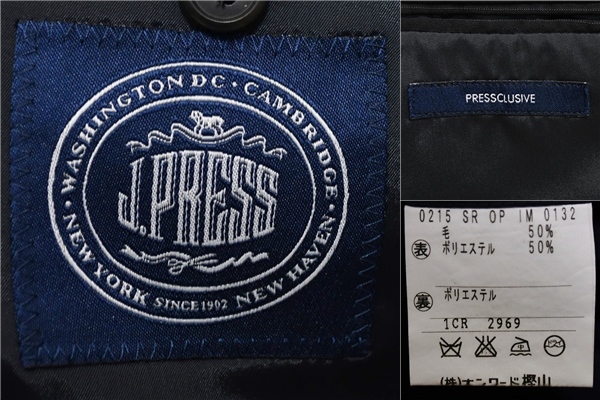 WASHINGTON DC · CAMBRIDGE
J.PRESS
· NEW YORK SINCE 1902 NEW HAVEN ·
PRESSCLUSIVE
0215 SR OP IM 0132
毛 50%
表 ポリエステル 50%
裏 ポリエステル
1CR 2969
(株)オンワード樫山